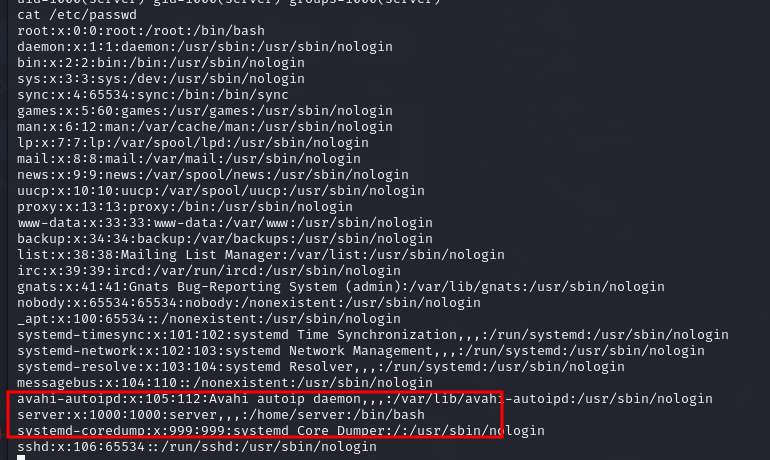 uid=1000(server) gid=1000(server) groups=1000(server)
cat /etc/passwd
root:x:0:0:root:/root:/bin/bash
daemon:x:1:1:daemon:/usr/sbin:/usr/sbin/nologin
bin:x:2:2:bin:/bin:/usr/sbin/nologin
sys:x:3:3:sys:/dev:/usr/sbin/nologin
sync:x:4:65534:sync:/bin:/bin/sync
games:x:5:60:games:/usr/games:/usr/sbin/nologin
man:x:6:12:man:/var/cache/man:/usr/sbin/nologin
lp:x:7:7:lp:/var/spool/lpd:/usr/sbin/nologin
mail:x:8:8:mail:/var/mail:/usr/sbin/nologin
news:x:9:9:news:/var/spool/news:/usr/sbin/nologin
uucp:x:10:10:uucp:/var/spool/uucp:/usr/sbin/nologin
proxy:x:13:13:proxy:/bin:/usr/sbin/nologin
www-data:x:33:33:www-data:/var/www:/usr/sbin/nologin
backup:x:34:34:backup:/var/backups:/usr/sbin/nologin
list:x:38:38:Mailing List Manager:/var/list:/usr/sbin/nologin
irc:x:39:39:ircd:/var/run/ircd:/usr/sbin/nologin
gnats:x:41:41:Gnats Bug-Reporting System (admin):/var/lib/gnats:/usr/sbin/nologin
nobody:x:65534:65534:nobody:/nonexistent:/usr/sbin/nologin
_apt:x:100:65534::/nonexistent:/usr/sbin/nologin
systemd-timesync:x:101:102:systemd Time Synchronization,,,:/run/systemd:/usr/sbin/nologin
systemd-network:x:102:103:systemd Network Management,,,:/run/systemd:/usr/sbin/nologin
systemd-resolve:x:103:104:systemd Resolver,,,:/run/systemd:/usr/sbin/nologin
messagebus:x:104:110::/nonexistent:/usr/sbin/nologin
avahi-autoipd:x:105:112:Avahi autoip daemon,,,:/var/lib/avahi-autoipd:/usr/sbin/nologin
server:x:1000:1000:server,,,:/home/server:/bin/bash
systemd-coredump:x:999:999:systemd Core Dumper:/:/usr/sbin/nologin
sshd:x:106:65534::/run/sshd:/usr/sbin/nologin